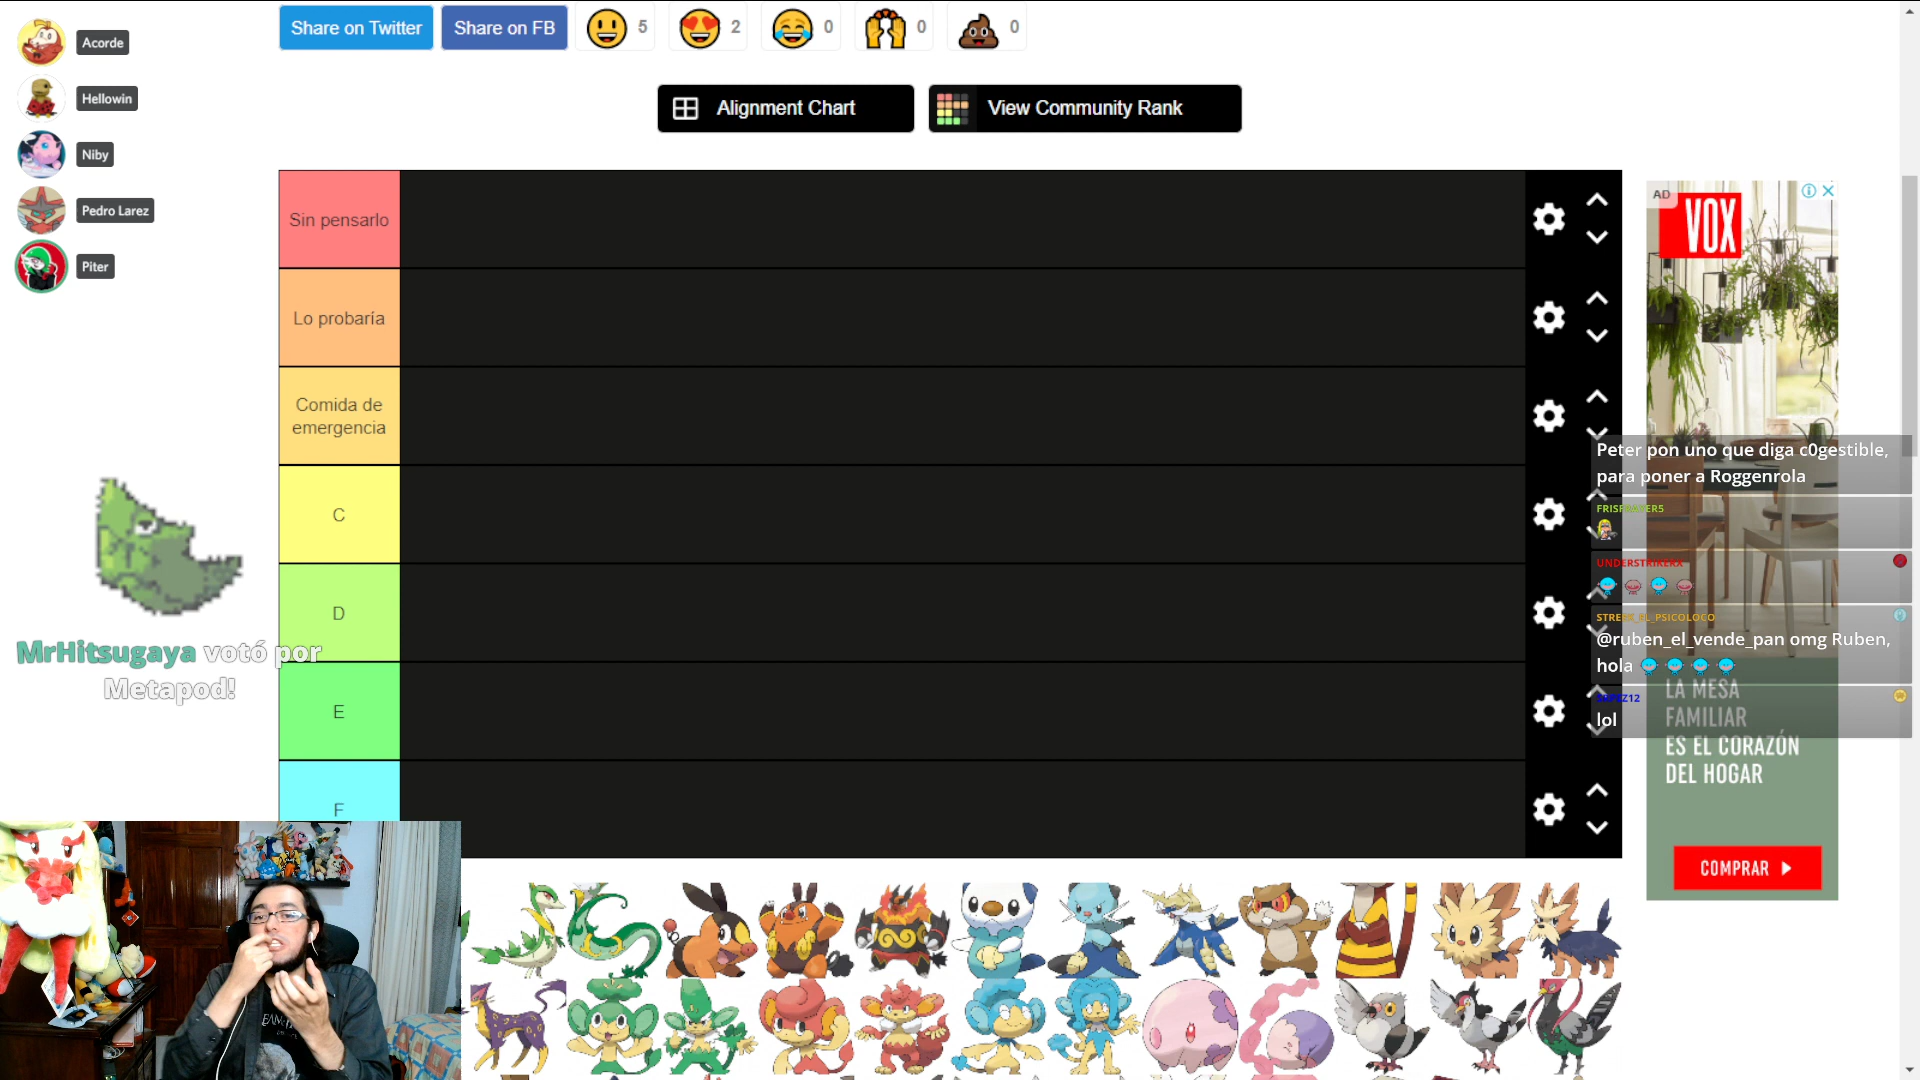 Acorde
Hellowin
Niby
Pedro Larez
Piter
Share on Twitter
Share on FB
5
2
0
0
0
Alignment Chart
View Community Rank
Sin pensarlo
Lo probaría
Comida de
emergencia
C
D
E
F
MrHitsugaya votó por
Metapod!
AD
VOX
Peter pon uno que diga c0gestible,
para poner a Roggenrola
UNDERSTRIKERX
STRESS_EL_PSICOLOCO
@ruben_el_vende_pan omg Ruben,
hola
lol
LA MESA
FAMILIAR
ES EL CORAZÓN
DEL HOGAR
COMPRAR